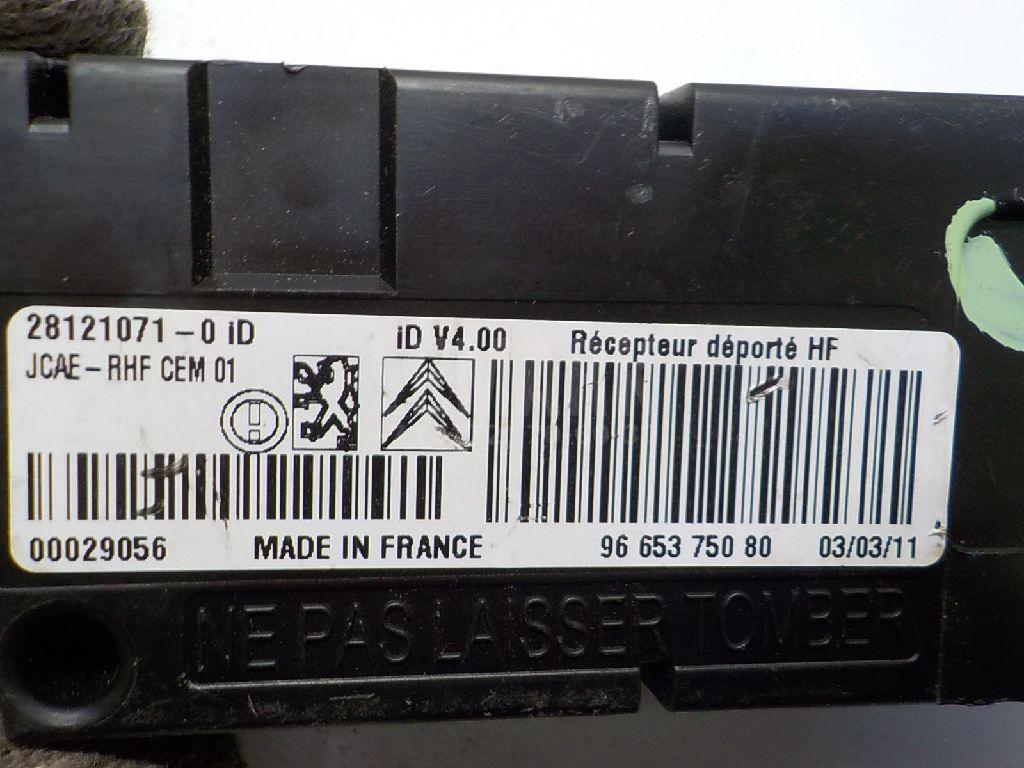 28121071-0 iD
iD V4.00
Récepteur déporté HF
JCAE-RHF CEM 01
00029056
MADE IN FRANCE
96 653 750 80
03/03/11
NE PAS LAISSER TOMBER